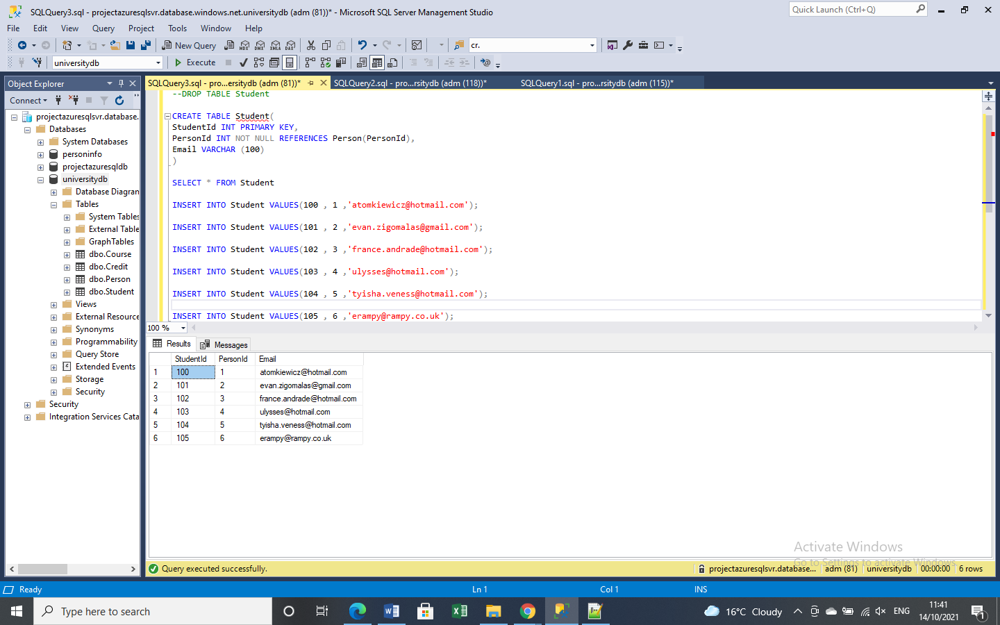 SQLQuery3.sql - projectazuresqlsvr.database.windows.net.universitydb (adm (81))* - Microsoft SQL Server Management Studio
Quick Launch (Ctrl+Q)
File Edit View Query Project Tools Window Help
New Query
MDX DMX XMLA DAX
cr.
universitydb
Execute
Object Explorer
Connect
projectazuresqlsvr.database.
Databases
System Databases
personinfo
projectazuresqldb
universitydb
Database Diagran
Tables
System Tables
External Table
GraphTables
dbo.Course
dbo.Credit
dbo.Person
dbo.Student
Views
External Resource
Synonyms
Programmability
Query Store
Extended Events
Storage
Security
Security
Integration Services Cata
SQLQuery3.sql - pro...ersitydb (adm (81))* SQLQuery2.sql - pro...rsitydb (adm (118))* SQLQuery1.sql - pro...rsitydb (adm (115))*
--DROP TABLE Student
CREATE TABLE Student(
StudentId INT PRIMARY KEY,
PersonId INT NOT NULL REFERENCES Person(PersonId),
Email VARCHAR (100)
)
SELECT * FROM Student
INSERT INTO Student VALUES(100 , 1 ,'atomkiewicz@hotmail.com');
INSERT INTO Student VALUES(101 , 2 ,'evan.zigomalas@gmail.com');
INSERT INTO Student VALUES(102 , 3 ,'france.andrade@hotmail.com');
INSERT INTO Student VALUES(103 , 4 ,'ulysses@hotmail.com');
INSERT INTO Student VALUES(104 , 5 ,'tyisha.veness@hotmail.com');
INSERT INTO Student VALUES(105 , 6 ,'erampy@rampy.co.uk');
100 %
Results Messages
StudentId PersonId Email
1 100 1 atomkiewicz@hotmail.com
2 101 2 evan.zigomalas@gmail.com
3 102 3 france.andrade@hotmail.com
4 103 4 ulysses@hotmail.com
5 104 5 tyisha.veness@hotmail.com
6 105 6 erampy@rampy.co.uk
Activate Windows
Go to Settings to activate Windows.
Query executed successfully.
projectazuresqlsvr.database... adm (81) universitydb 00:00:00 6 rows
Ready Ln 1 Col 1 INS
Type here to search
16°C Cloudy
ENG
11:41
14/10/2021
1